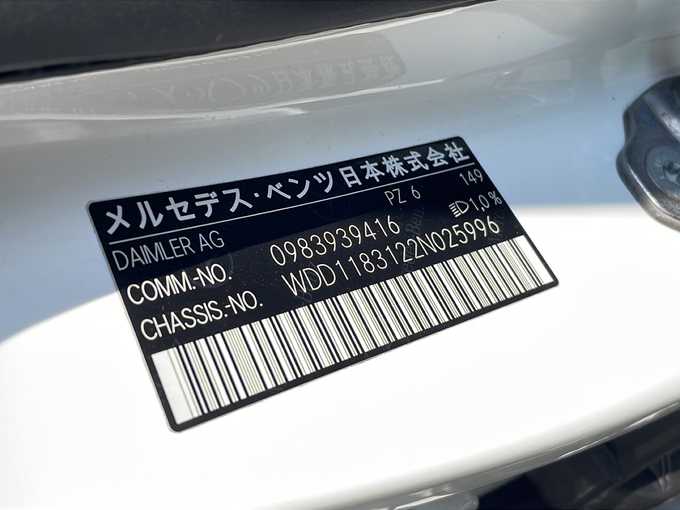 メルセデス・ベンツ日本株式会社
DAIMLER AG PZ 6 149
COMM.-NO. 0983939416 1,0%
CHASSIS.-NO. WDD1183122N025996